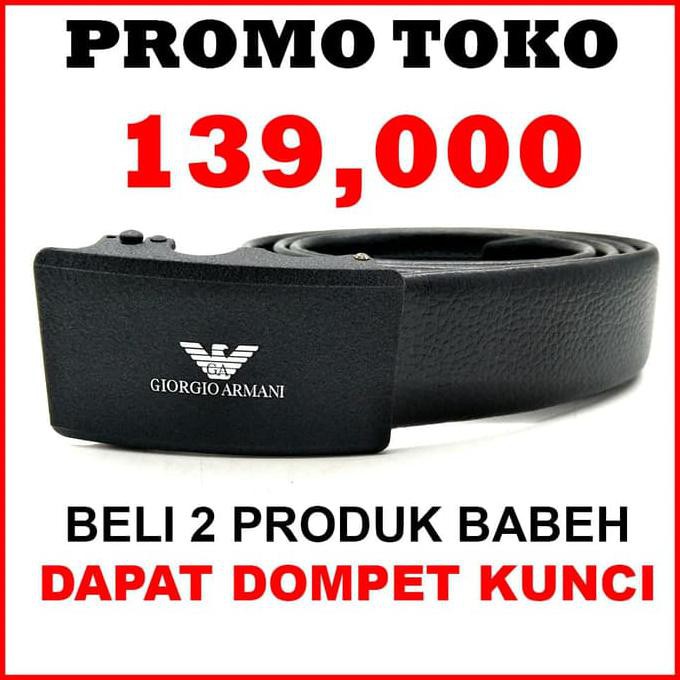 PROMO TOKO
139,000
GA
GIORGIO ARMANI
BELI 2 PRODUK BABEH
DAPAT DOMPET KUNCI